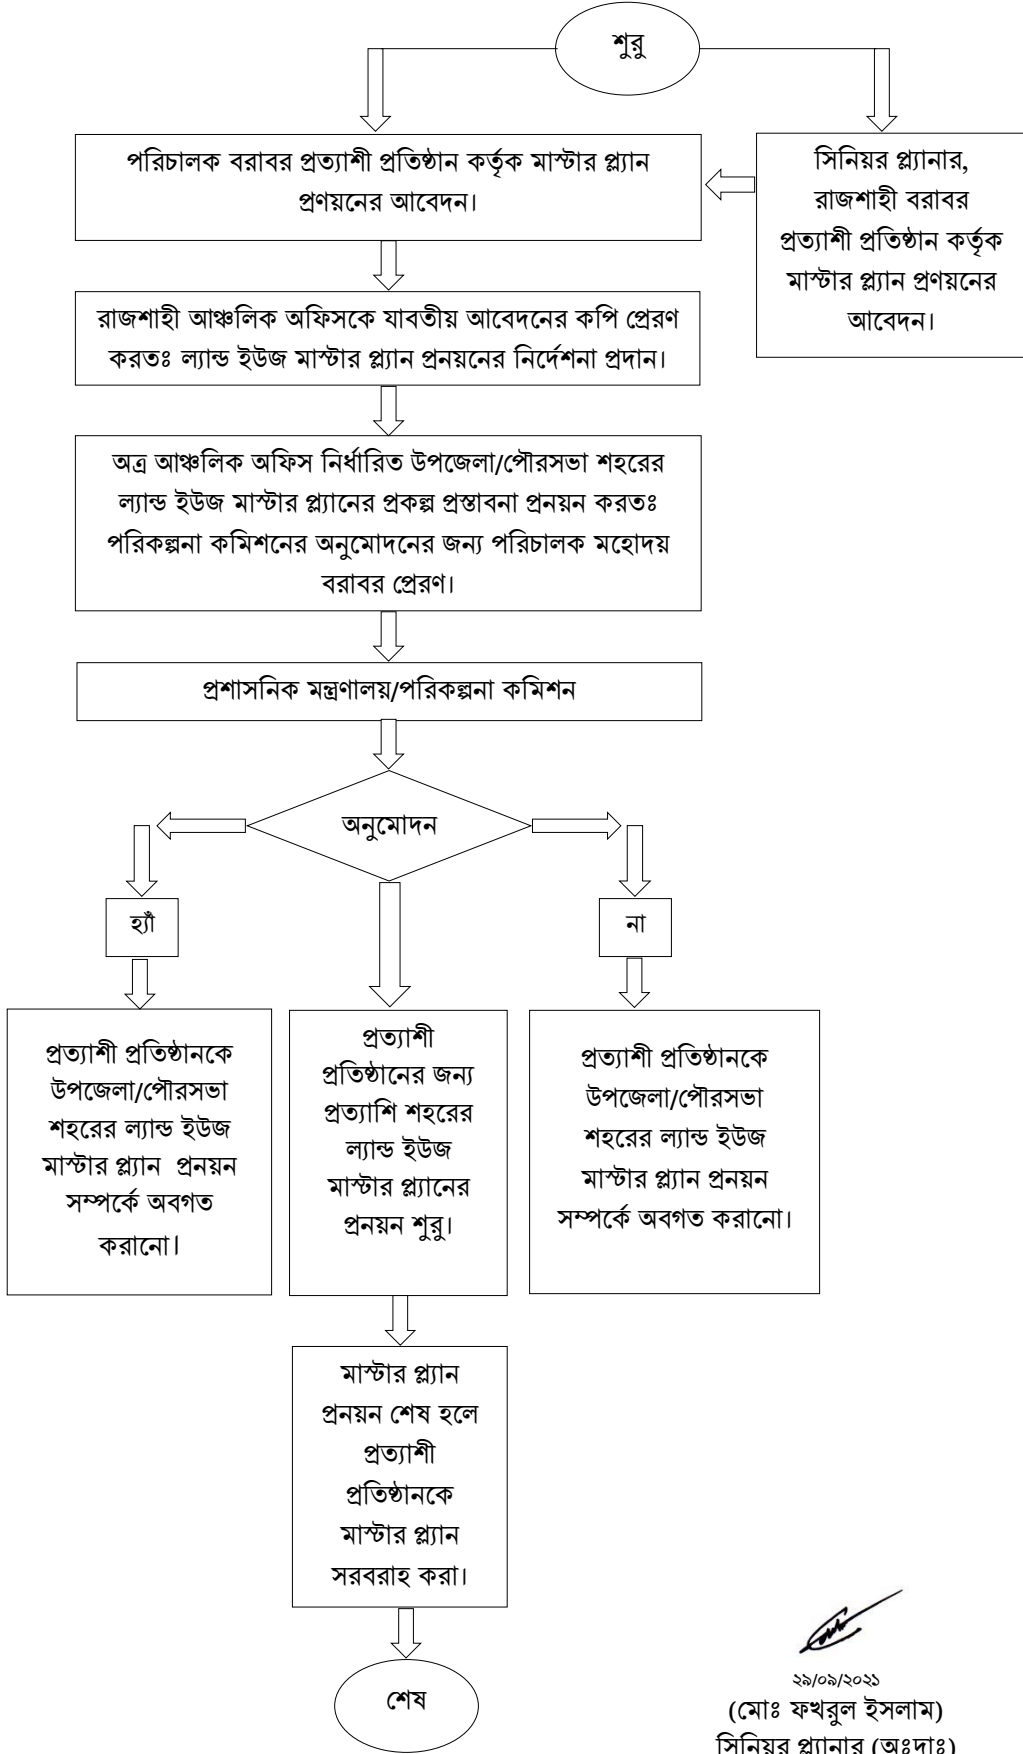 শুরু
পরিচালক বরাবর প্রত্যাশী প্রতিষ্ঠান কর্তৃক মাস্টার প্ল্যান
প্রণয়নের আবেদন।
সিনিয়র প্ল্যানার,
রাজশাহী বরাবর
প্রত্যাশী প্রতিষ্ঠান কর্তৃক
মাস্টার প্ল্যান প্রণয়নের
আবেদন।
রাজশাহী আঞ্চলিক অফিসকে যাবতীয় আবেদনের কপি প্রেরণ
করতঃ ল্যান্ড ইউজ মাস্টার প্ল্যান প্রনয়নের নির্দেশনা প্রদান।
অত্র আঞ্চলিক অফিস নির্ধারিত উপজেলা/পৌরসভা শহরের
ল্যান্ড ইউজ মাস্টার প্ল্যানের প্রকল্প প্রস্তাবনা প্রনয়ন করতঃ
পরিকল্পনা কমিশনের অনুমোদনের জন্য পরিচালক মহোদয়
বরাবর প্রেরণ।
প্রশাসনিক মন্ত্রণালয়/পরিকল্পনা কমিশন
অনুমোদন
হ্যাঁ
না
প্রত্যাশী প্রতিষ্ঠানকে
উপজেলা/পৌরসভা
শহরের ল্যান্ড ইউজ
মাস্টার প্ল্যান প্রনয়ন
সম্পর্কে অবগত
করানো।
প্রত্যাশী
প্রতিষ্ঠানের জন্য
প্রত্যাশি শহরের
ল্যান্ড ইউজ
মাস্টার প্ল্যানের
প্রনয়ন শুরু।
প্রত্যাশী প্রতিষ্ঠানকে
উপজেলা/পৌরসভা
শহরের ল্যান্ড ইউজ
মাস্টার প্ল্যান প্রনয়ন
সম্পর্কে অবগত করানো।
মাস্টার প্ল্যান
প্রনয়ন শেষ হলে
প্রত্যাশী
প্রতিষ্ঠানকে
মাস্টার প্ল্যান
সরবরাহ করা।
শেষ
২৯/০৯/২০২১
(মোঃ ফখরুল ইসলাম)
সিনিয়র প্ল্যানার (অঃদাঃ)